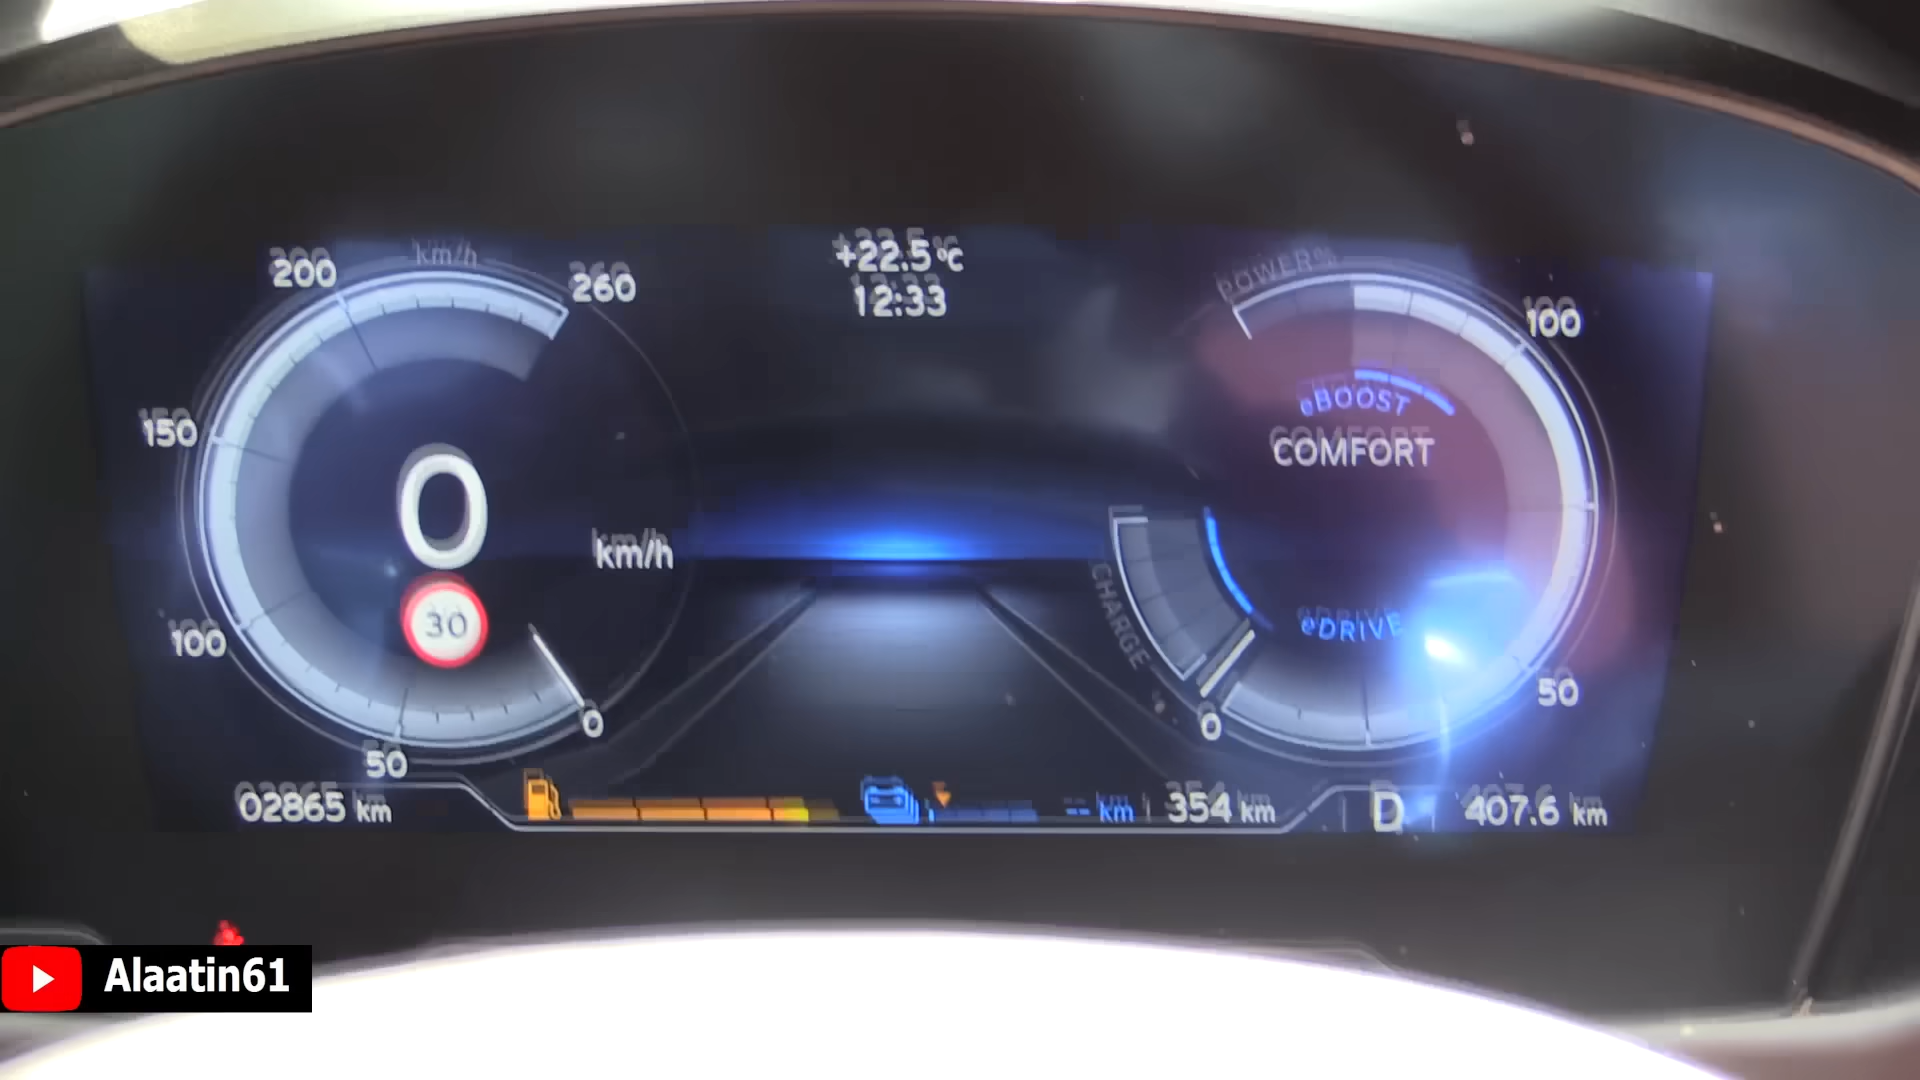 +22.5 °C
12:33
km/h
200
260
150
100
50
0
0
30
km/h
POWER%
100
eBOOST
COMFORT
eDRIVE
CHARGE
50
0
02865 km
-- km
354 km
D
407.6 km
Alaatin61